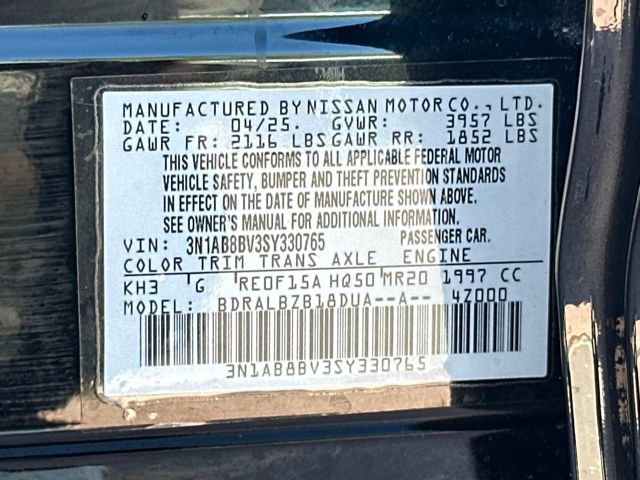 MANUFACTURED BY NISSAN MOTOR CO., LTD.
DATE: 04/25. GVWR: 3957 LBS
GAWR FR: 2116 LBS GAWR RR: 1852 LBS
THIS VEHICLE CONFORMS TO ALL APPLICABLE FEDERAL MOTOR
VEHICLE SAFETY, BUMPER AND THEFT PREVENTION STANDARDS
IN EFFECT ON THE DATE OF MANUFACTURE SHOWN ABOVE.
SEE OWNER'S MANUAL FOR ADDITIONAL INFORMATION.
VIN: 3N1AB8BV3SY330765 PASSENGER CAR.
COLOR TRIM TRANS AXLE ENGINE
KH3 G RE0F15A HQ50 MR20 1997 CC
MODEL: BDRALBZB18DUA--A-- 4Z000
3N1AB8BV3SY330765